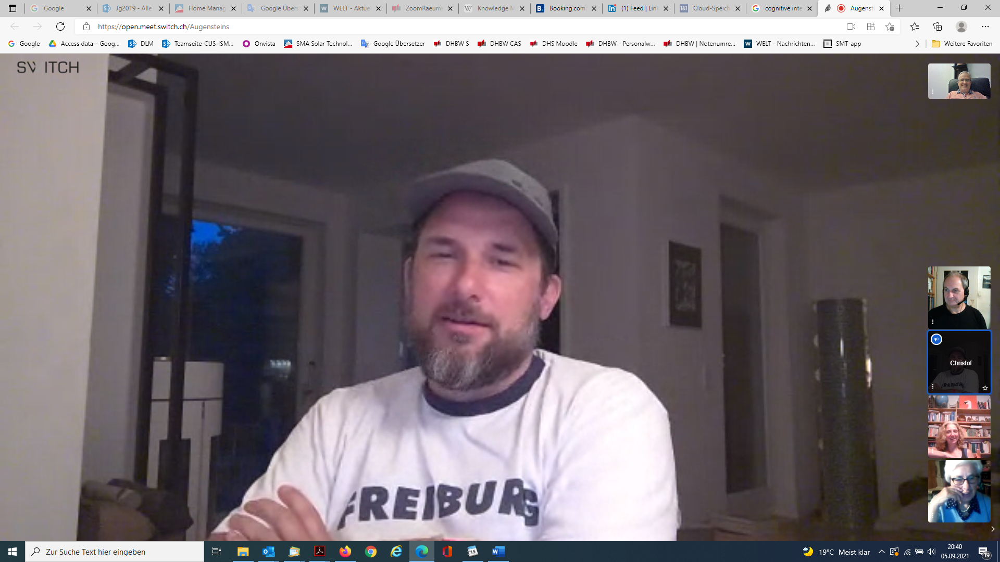 Google
Jg2019 - Alle
Home Manag
Google Übers
WELT - Aktue
ZoomRaeum
Knowledge M
Booking.com:
(1) Feed | Lin
Cloud-Speich
cognitive inte
Augenst
https://open.meet.switch.ch/Augensteins
Google
Access data – Goog...
DLM
Teamseite-CUS-ISM...
Onvista
SMA Solar Technol...
Google Übersetzer
DHBW S
DHBW CAS
DHS Moodle
DHBW - Personalw...
DHBW | Notenumre...
WELT - Nachrichten...
SMT-app
Weitere Favoriten
SWITCH
Christof
FREIBURG
FREIBURG
Zur Suche Text hier eingeben
19°C Meist klar
20:40
05.09.2021
19